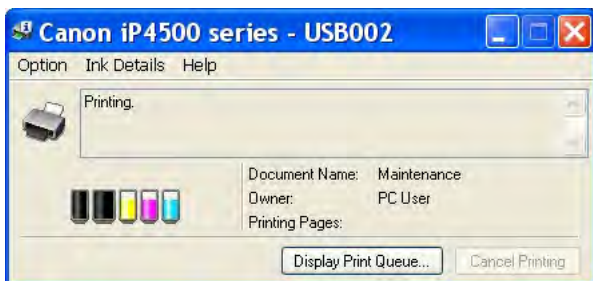 Canon iP4500 series - USB002
Option Ink Details Help
Printing.
Document Name: Maintenance
Owner: PC User
Printing Pages:
Display Print Queue... Cancel Printing